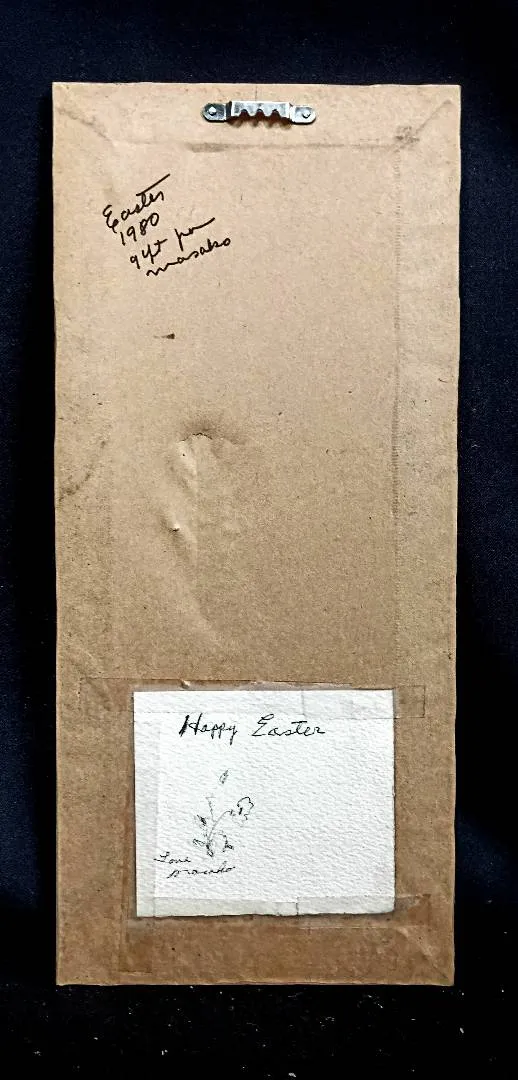 Easter
1980
gift from
masako
Happy Easter
Love
Masako